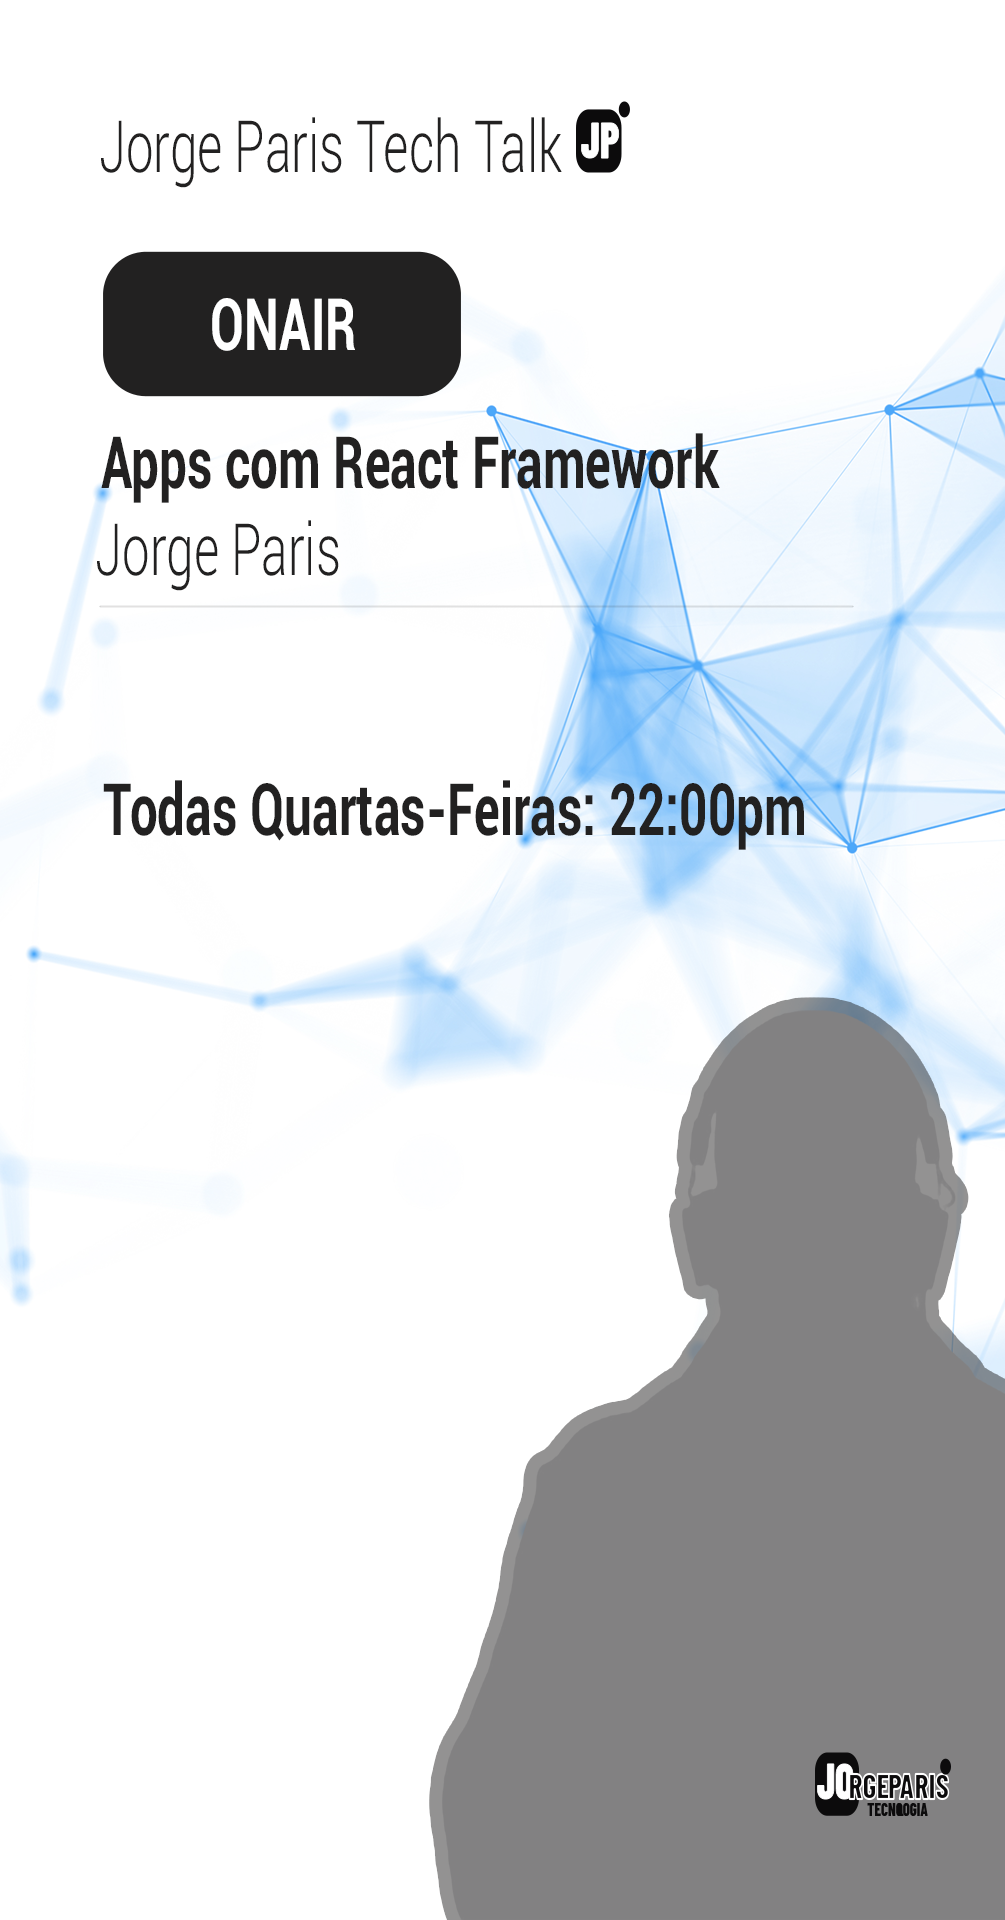 Jorge Paris Tech Talk JP
ONAIR
Apps com React Framework
Jorge Paris
Todas Quartas-Feiras: 22:00pm
JORGEPARIS
TECNOLOGIA